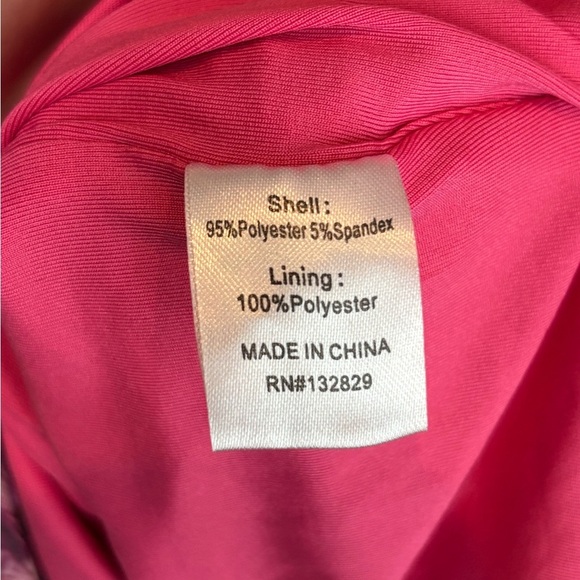 Shell:
95%Polyester 5%Spandex
Lining:
100%Polyester
MADE IN CHINA
RN#132829